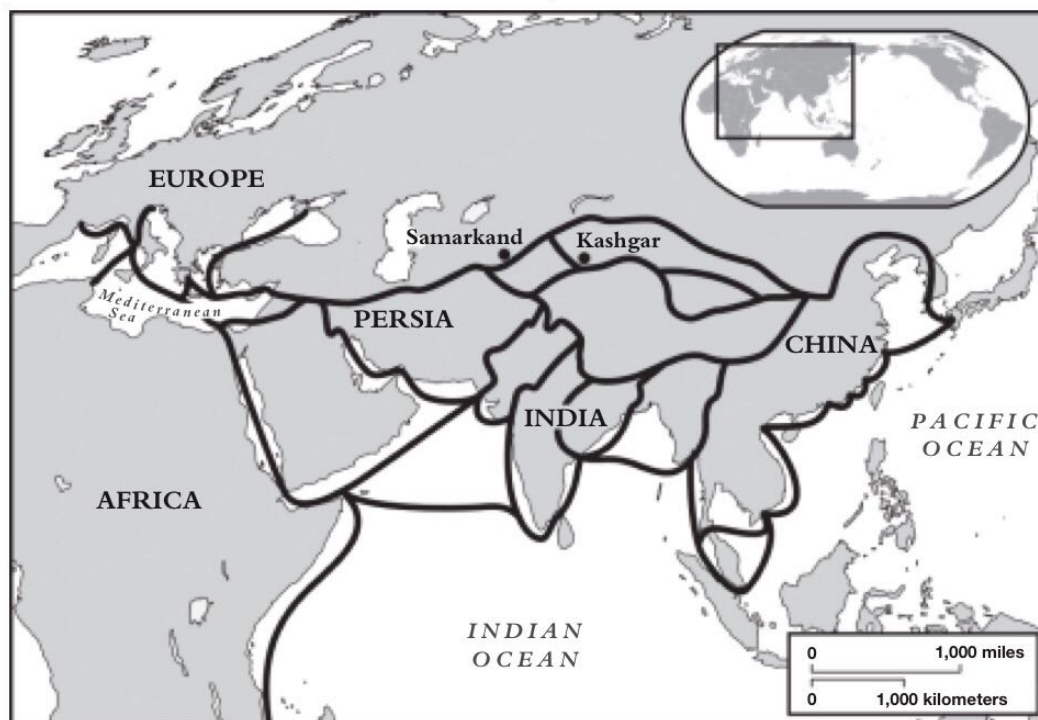 EUROPE
Samarkand
Kashgar
Mediterranean
Sea
PERSIA
CHINA
INDIA
PACIFIC
OCEAN
AFRICA
INDIAN
OCEAN
0 1,000 miles
0 1,000 kilometers